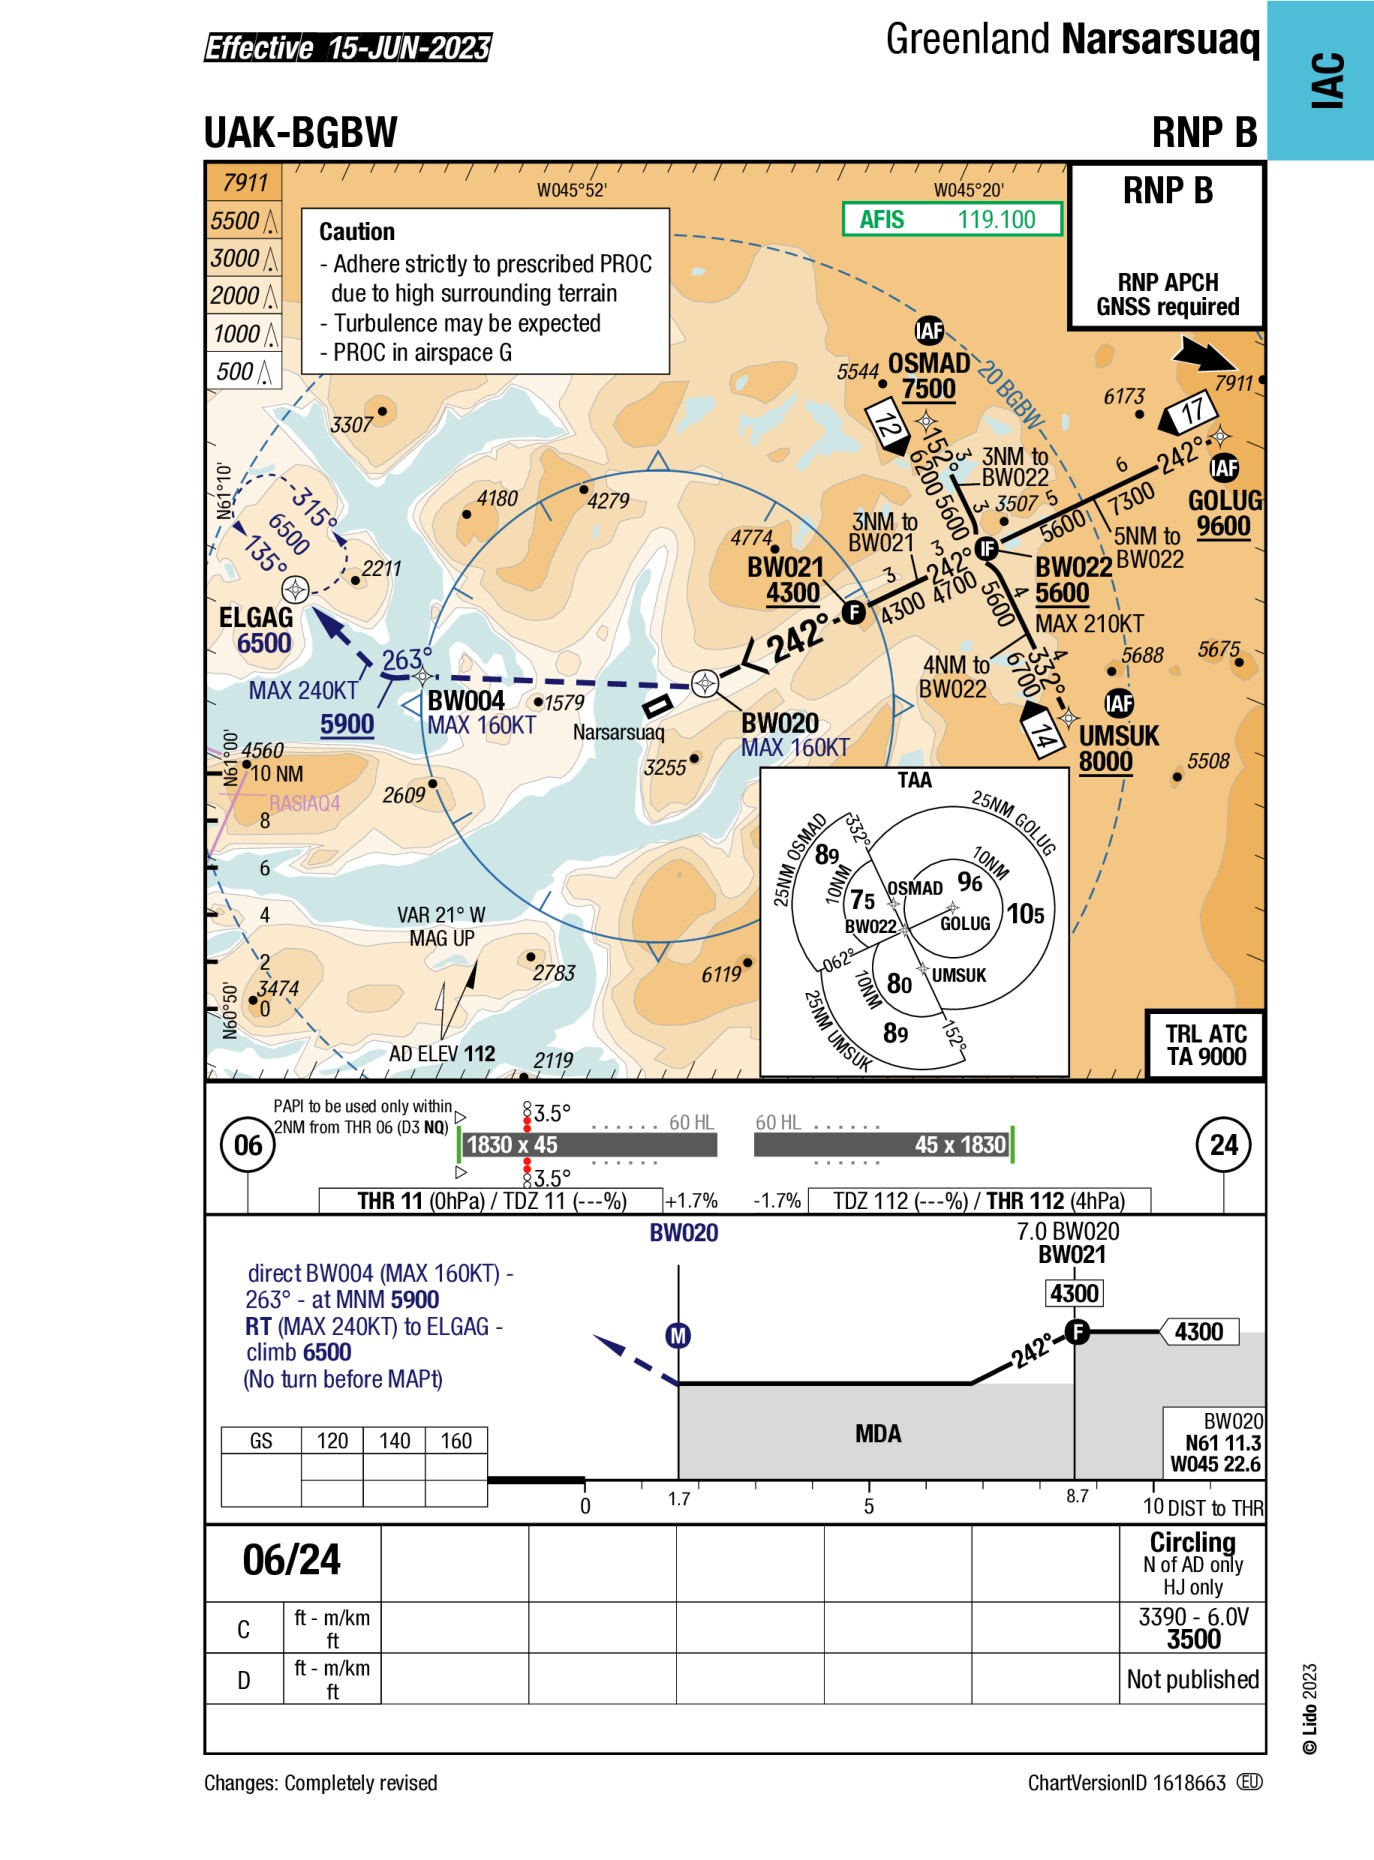 Effective 15-JUN-2023
Greenland Narsarsuaq
IAC
UAK-BGBW
RNP B
7911
5500
3000
2000
1000
500
W045°52'
W045°20'
AFIS 119.100
RNP B
RNP APCH
GNSS required
Caution
- Adhere strictly to prescribed PROC
due to high surrounding terrain
- Turbulence may be expected
- PROC in airspace G
IAF
OSMAD
7500
5544
20 BGBW
7911
6173
17
12
152°
3
6200
5600
3
3NM to
BW022
3507
5
5600
6
7300
242°
IAF
GOLUG
9600
5NM to
BW022
3307
N61°10'
315°
6500
135°
2211
4180
4279
4774
3NM to
BW021
BW021
4300
F
3
4300
3
242°
4700
IF
BW022
5600
MAX 210KT
4
5600
4
6700
332°
4NM to
BW022
5688
5675
IAF
UMSUK
8000
14
5508
ELGAG
6500
263°
MAX 240KT
5900
BW004
MAX 160KT
1579
242°
Narsarsuaq
BW020
MAX 160KT
3255
N61°00'
4560
10 NM
RASIAQ4
8
6
4
2
0
2609
VAR 21° W
MAG UP
2783
6119
3474
N60°50'
AD ELEV 112
2119
TAA
25NM OSMAD
332°
25NM GOLUG
89
10NM
75
OSMAD
96
10NM
105
BW022
GOLUG
062°
UMSUK
80
10NM
89
25NM UMSUK
152°
TRL ATC
TA 9000
06
PAPI to be used only within
2NM from THR 06 (D3 NQ)
3.5°
1830 x 45
3.5°
60 HL
60 HL
45 x 1830
24
THR 11 (0hPa) / TDZ 11 (---%)
+1.7%
-1.7%
TDZ 112 (---%) / THR 112 (4hPa)
BW020
7.0 BW020
BW021
4300
direct BW004 (MAX 160KT) -
263° - at MNM 5900
RT (MAX 240KT) to ELGAG -
climb 6500
(No turn before MAPt)
M
242°
F
4300
MDA
BW020
N61 11.3
W045 22.6
GS 120 140 160
0 1.7 5 8.7 10 DIST to THR
06/24
Circling
N of AD only
HJ only
C
ft - m/km
ft
3390 - 6.0V
3500
D
ft - m/km
ft
Not published
© Lido 2023
Changes: Completely revised
ChartVersionID 1618663 EU